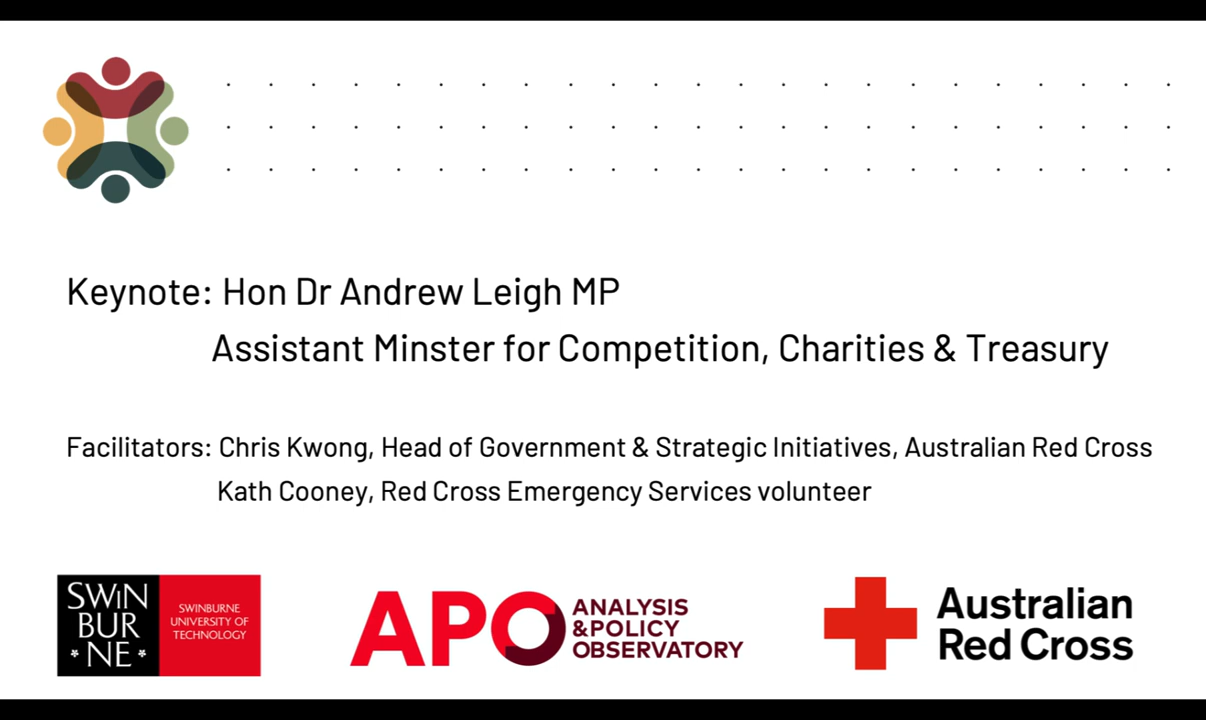 Keynote: Hon Dr Andrew Leigh MP
Assistant Minster for Competition, Charities & Treasury
Facilitators: Chris Kwong, Head of Government & Strategic Initiatives, Australian Red Cross
Kath Cooney, Red Cross Emergency Services volunteer
SWIN
BUR
*NE*
SWINBURNE
UNIVERSITY OF
TECHNOLOGY
APO
ANALYSIS
&POLICY
OBSERVATORY
Australian
Red Cross